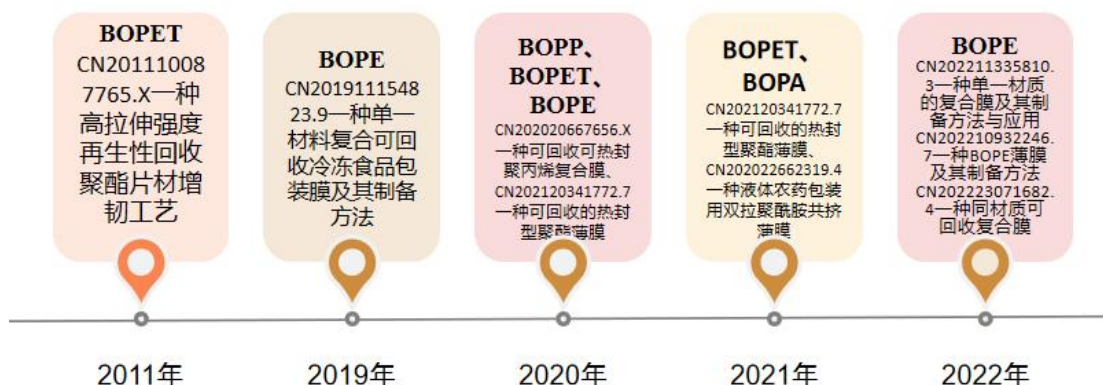 BOPET
CN20111008
7765.X一种
高拉伸强度
再生性回收
聚酯片材增
韧工艺
BOPE
CN2019111548
23.9一种单一
材料复合可回
收冷冻食品包
装膜及其制备
方法
BOPP、
BOPET、
BOPE
CN202020667656.X
一种可回收可热封
聚丙烯复合膜、
CN202120341772.7
一种可回收的热封
型聚酯薄膜
BOPET、
BOPA
CN202120341772.7
一种可回收的热封
型聚酯薄膜、
CN202022662319.4
一种液体农药包装
用双拉聚酰胺共挤
薄膜
BOPE
CN202211335810.
3一种单一材质
的复合膜及其制
备方法与应用
CN202210932246.
7一种BOPE薄膜
及其制备方法
CN202223071682.
4一种同材质可
回收复合膜
2011年
2019年
2020年
2021年
2022年